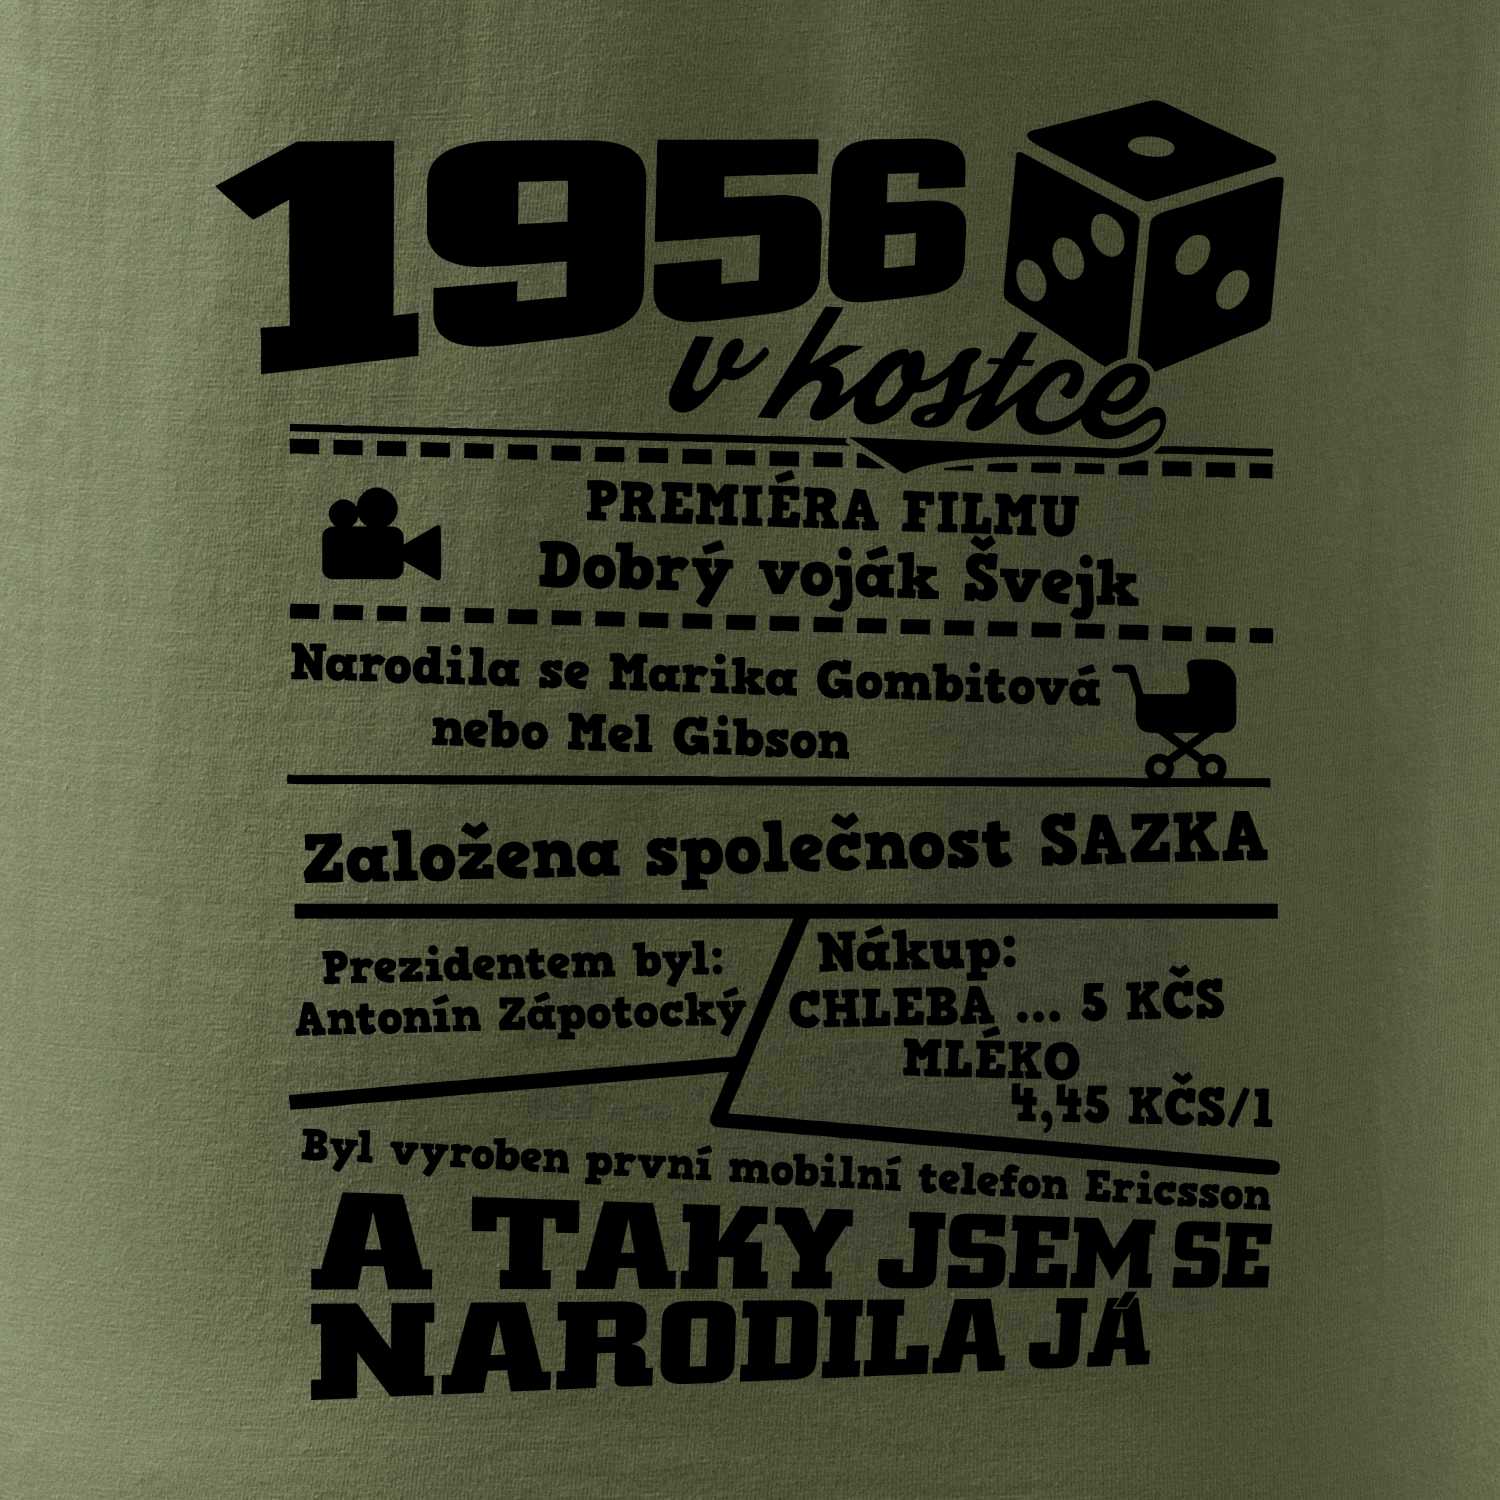 1956
v kostce
PREMIÉRA FILMU
Dobrý voják Švejk
Narodila se Marika Gombitová
nebo Mel Gibson
Založena společnost SAZKA
Prezidentem byl:
Antonín Zápotocký
Nákup:
CHLEBA ... 5 KČS
MLÉKO
4,45 KČS/l
Byl vyroben první mobilní telefon Ericsson
A TAKY JSEM SE
NARODILA JÁ